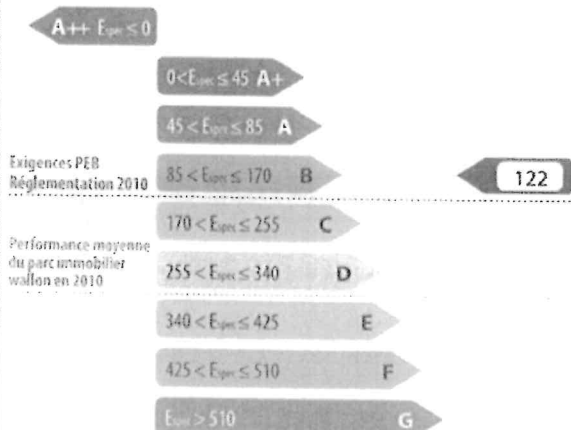 A++ Espec ≤ 0
0 < Espec ≤ 45 A+
45 < Espec ≤ 85 A
Exigences PEB
Réglementation 2010
85 < Espec ≤ 170 B
122
170 < Espec ≤ 255 C
Performance moyenne
du parc immobilier
wallon en 2010
255 < Espec ≤ 340 D
340 < Espec ≤ 425 E
425 < Espec ≤ 510 F
Espec > 510 G